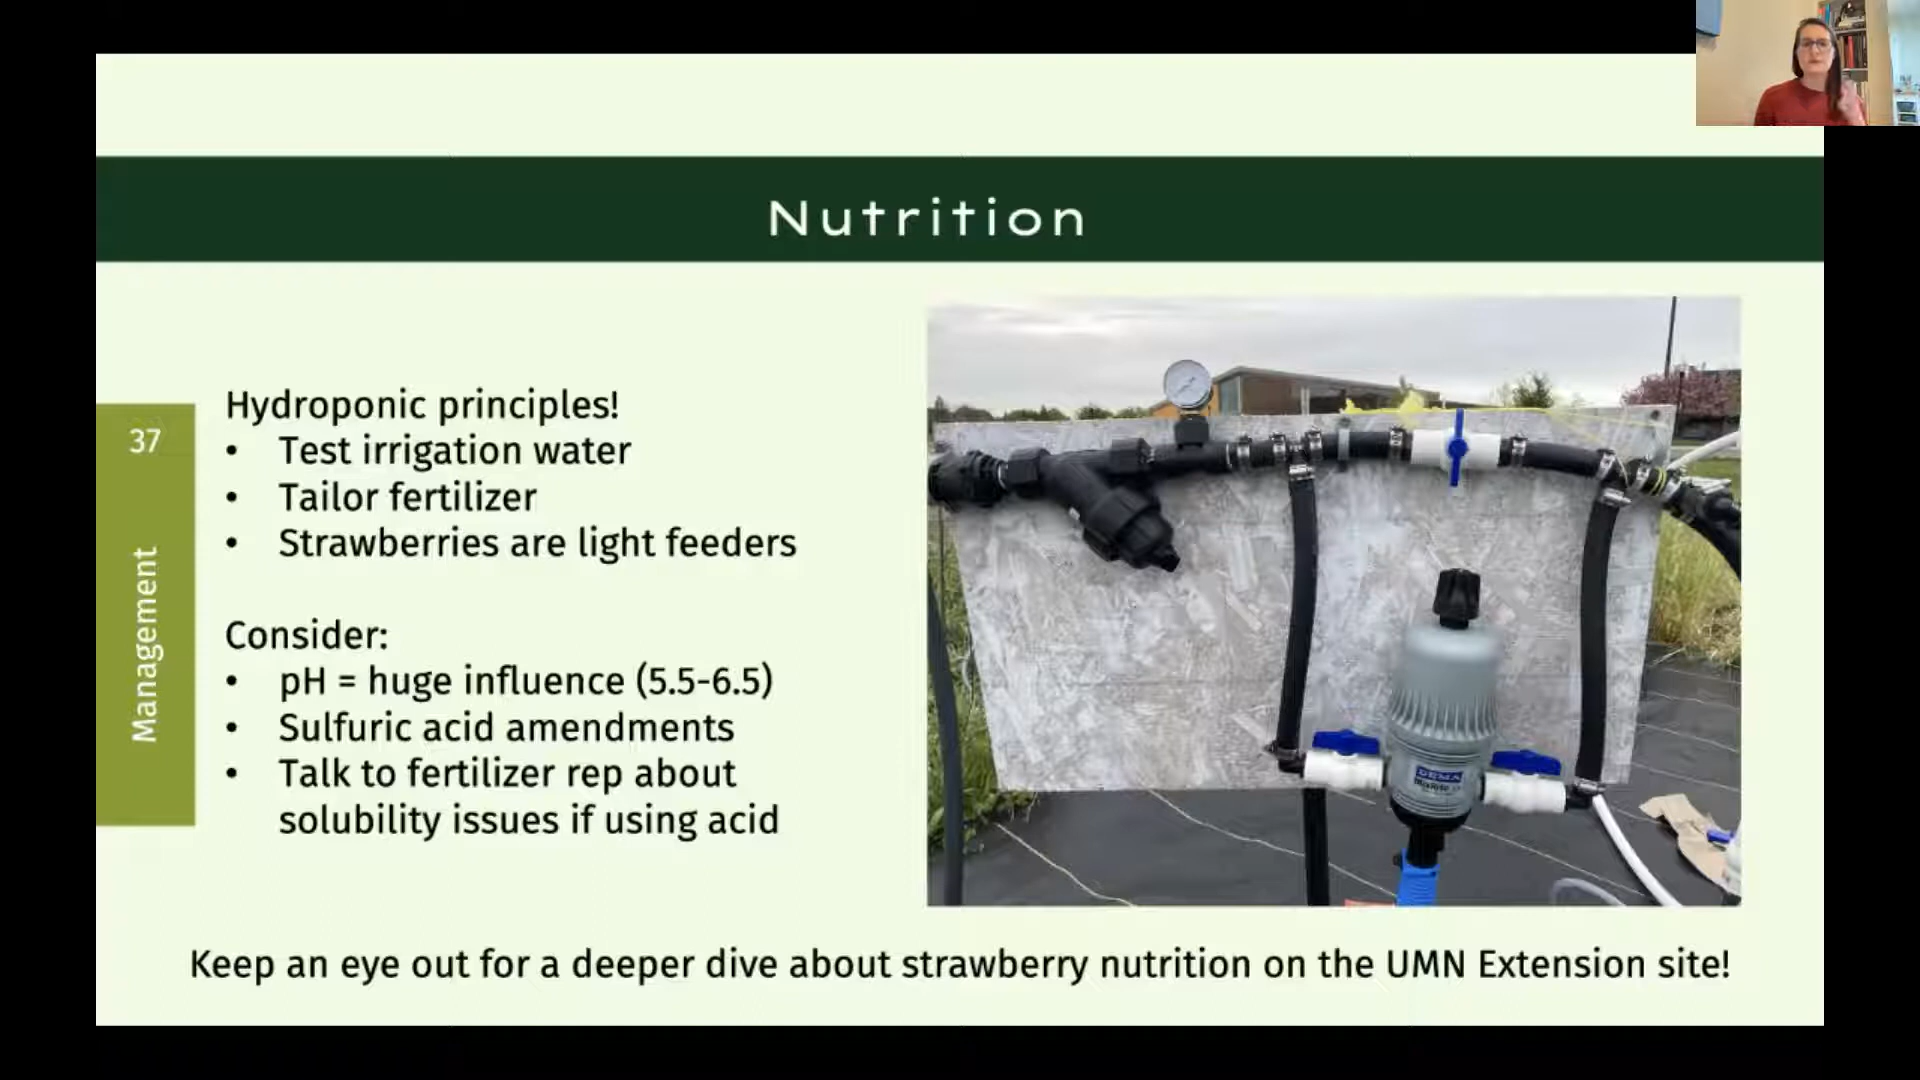 Nutrition
37
Management
Hydroponic principles!
• Test irrigation water
• Tailor fertilizer
• Strawberries are light feeders
Consider:
• pH = huge influence (5.5-6.5)
• Sulfuric acid amendments
• Talk to fertilizer rep about
solubility issues if using acid
DEMA
Keep an eye out for a deeper dive about strawberry nutrition on the UMN Extension site!